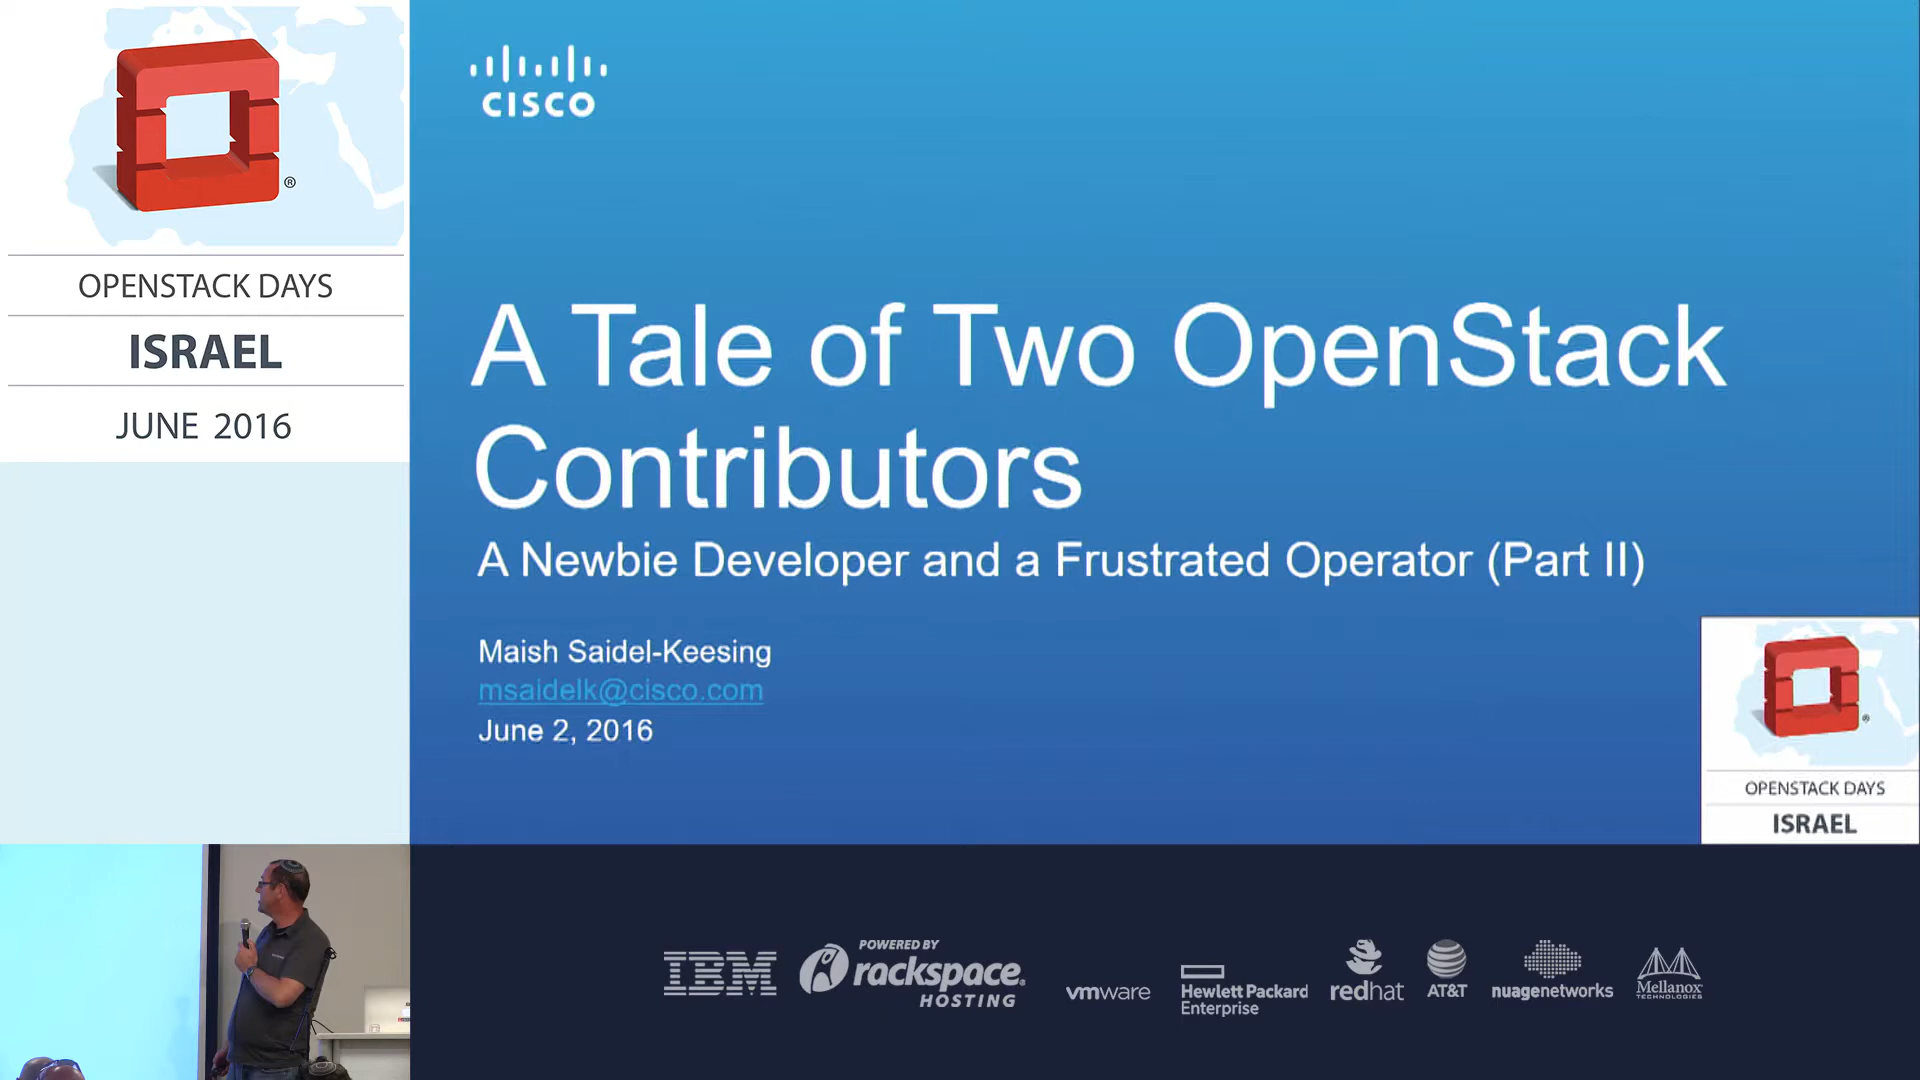 ®
OPENSTACK DAYS
ISRAEL
JUNE 2016
CISCO
A Tale of Two OpenStack
Contributors
A Newbie Developer and a Frustrated Operator (Part II)
Maish Saidel-Keesing
msaidelk@cisco.com
June 2, 2016
®
OPENSTACK DAYS
ISRAEL
IBM
POWERED BY
rackspace®
HOSTING
vmware
Hewlett Packard
Enterprise
redhat
AT&T
nuagenetworks
Mellanox
TECHNOLOGIES